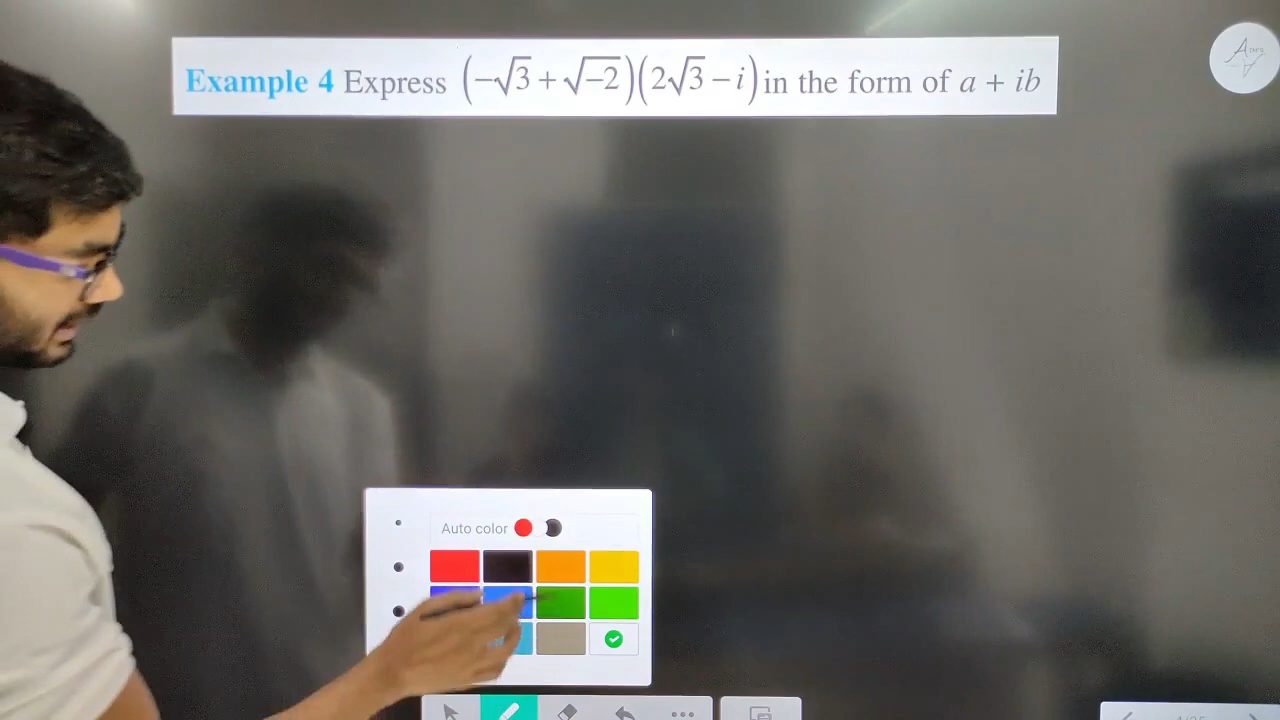 Example 4 Express (−√3 + √−2)(2√3 − i) in the form of a + ib
Auto color